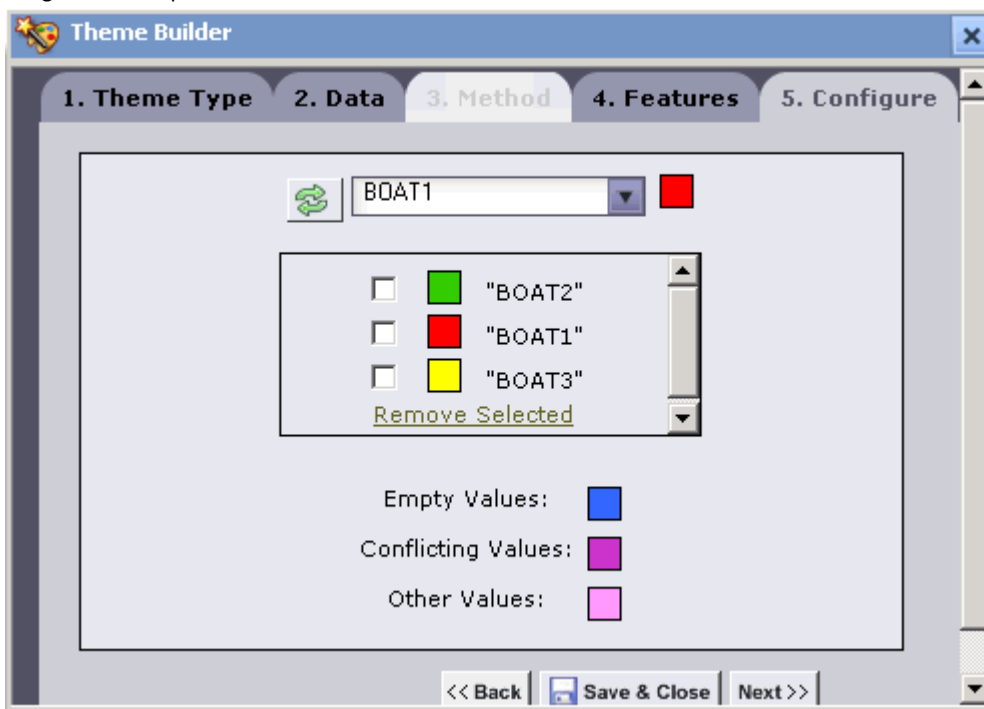 Theme Builder
1. Theme Type 2. Data 3. Method 4. Features 5. Configure
BOAT1
"BOAT2"
"BOAT1"
"BOAT3"
Remove Selected
Empty Values:
Conflicting Values:
Other Values:
<< Back Save & Close Next >>